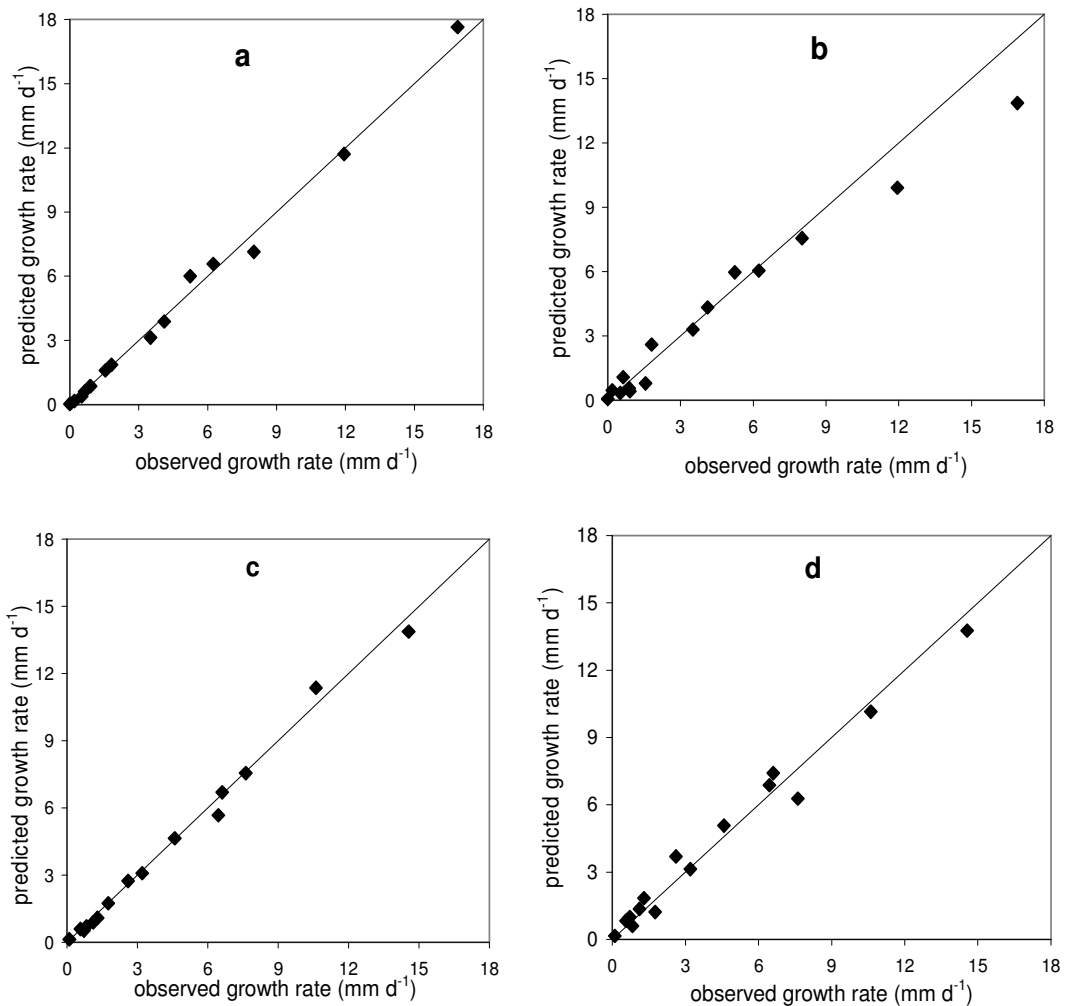 a
predicted growth rate (mm d⁻¹)
18
15
12
9
6
3
0
0 3 6 9 12 15 18
observed growth rate (mm d⁻¹)
b
predicted growth rate (mm d⁻¹)
18
15
12
9
6
3
0
0 3 6 9 12 15 18
observed growth rate (mm d⁻¹)
c
predicted growth rate (mm d⁻¹)
18
15
12
9
6
3
0
0 3 6 9 12 15 18
observed growth rate (mm d⁻¹)
d
predicted growth rate (mm d⁻¹)
18
15
12
9
6
3
0
0 3 6 9 12 15 18
observed growth rate (mm d⁻¹)